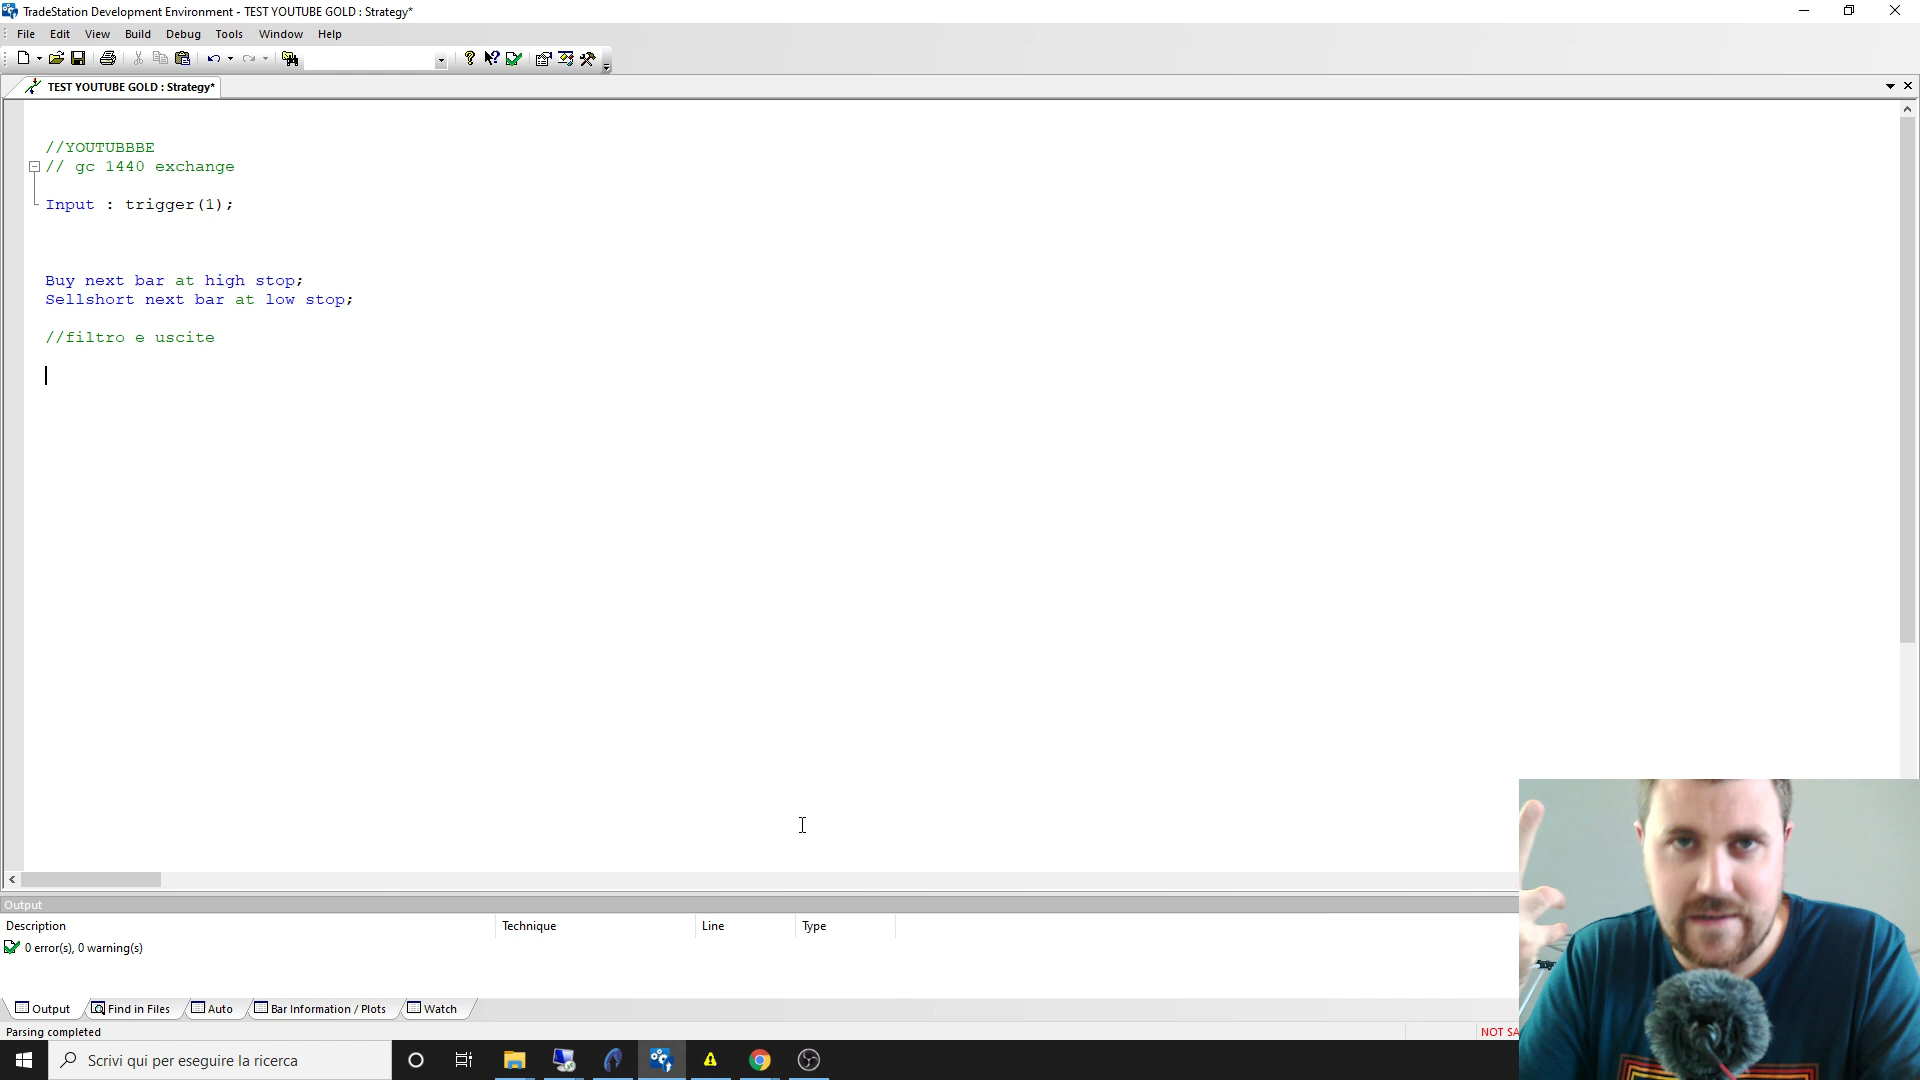 TradeStation Development Environment - TEST YOUTUBE GOLD : Strategy*
File Edit View Build Debug Tools Window Help
TEST YOUTUBE GOLD : Strategy*
//YOUTUBBBE
// gc 1440 exchange
Input : trigger(1);
Buy next bar at high stop;
Sellshort next bar at low stop;
//filtro e uscite
Output
Description Technique Line Type
0 error(s), 0 warning(s)
Output Find in Files Auto Bar Information / Plots Watch
Parsing completed NOT SA
Scrivi qui per eseguire la ricerca